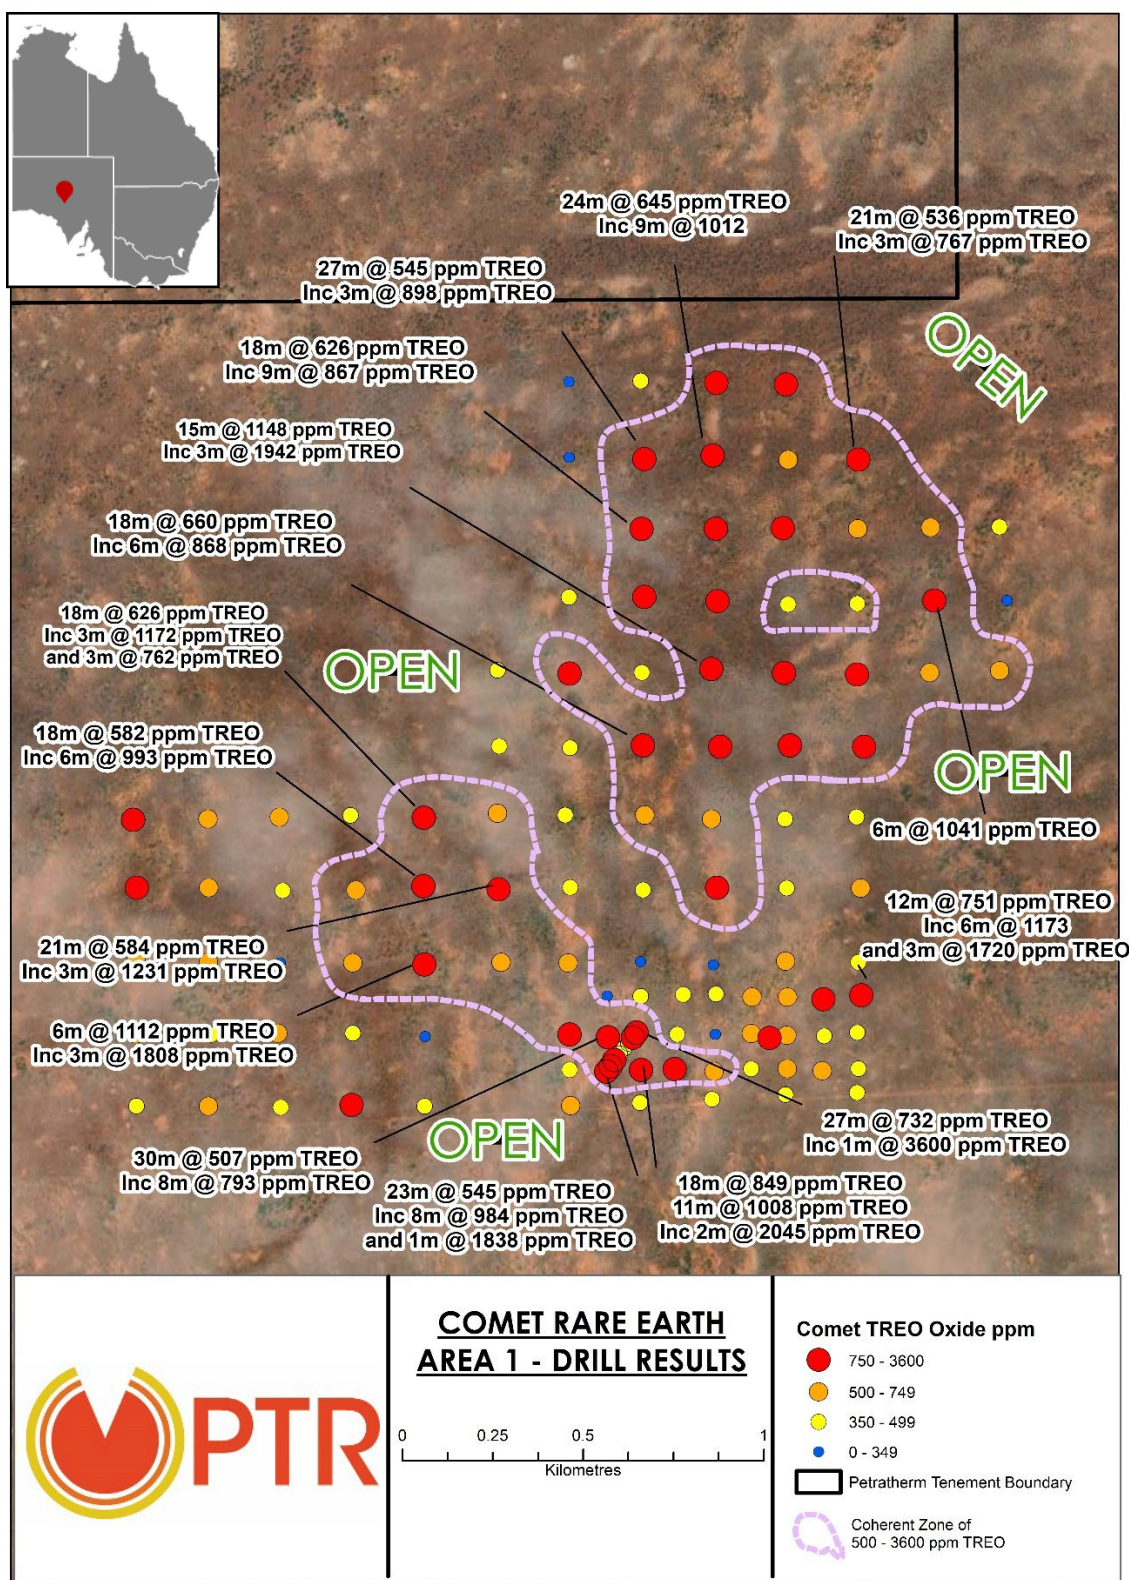 24m @ 645 ppm TREO
Inc 9m @ 1012
21m @ 536 ppm TREO
Inc 3m @ 767 ppm TREO
27m @ 545 ppm TREO
Inc 3m @ 898 ppm TREO
OPEN
18m @ 626 ppm TREO
Inc 9m @ 867 ppm TREO
15m @ 1148 ppm TREO
Inc 3m @ 1942 ppm TREO
18m @ 660 ppm TREO
Inc 6m @ 868 ppm TREO
18m @ 626 ppm TREO
Inc 3m @ 1172 ppm TREO
and 3m @ 762 ppm TREO
OPEN
18m @ 582 ppm TREO
Inc 6m @ 993 ppm TREO
OPEN
6m @ 1041 ppm TREO
12m @ 751 ppm TREO
Inc 6m @ 1173
and 3m @ 1720 ppm TREO
21m @ 584 ppm TREO
Inc 3m @ 1231 ppm TREO
6m @ 1112 ppm TREO
Inc 3m @ 1808 ppm TREO
OPEN
27m @ 732 ppm TREO
Inc 1m @ 3600 ppm TREO
30m @ 507 ppm TREO
Inc 8m @ 793 ppm TREO
23m @ 545 ppm TREO
Inc 8m @ 984 ppm TREO
and 1m @ 1838 ppm TREO
18m @ 849 ppm TREO
11m @ 1008 ppm TREO
Inc 2m @ 2045 ppm TREO
PTR
COMET RARE EARTH
AREA 1 - DRILL RESULTS
0 0.25 0.5 1
Kilometres
Comet TREO Oxide ppm
750 - 3600
500 - 749
350 - 499
0 - 349
Petratherm Tenement Boundary
Coherent Zone of
500 - 3600 ppm TREO